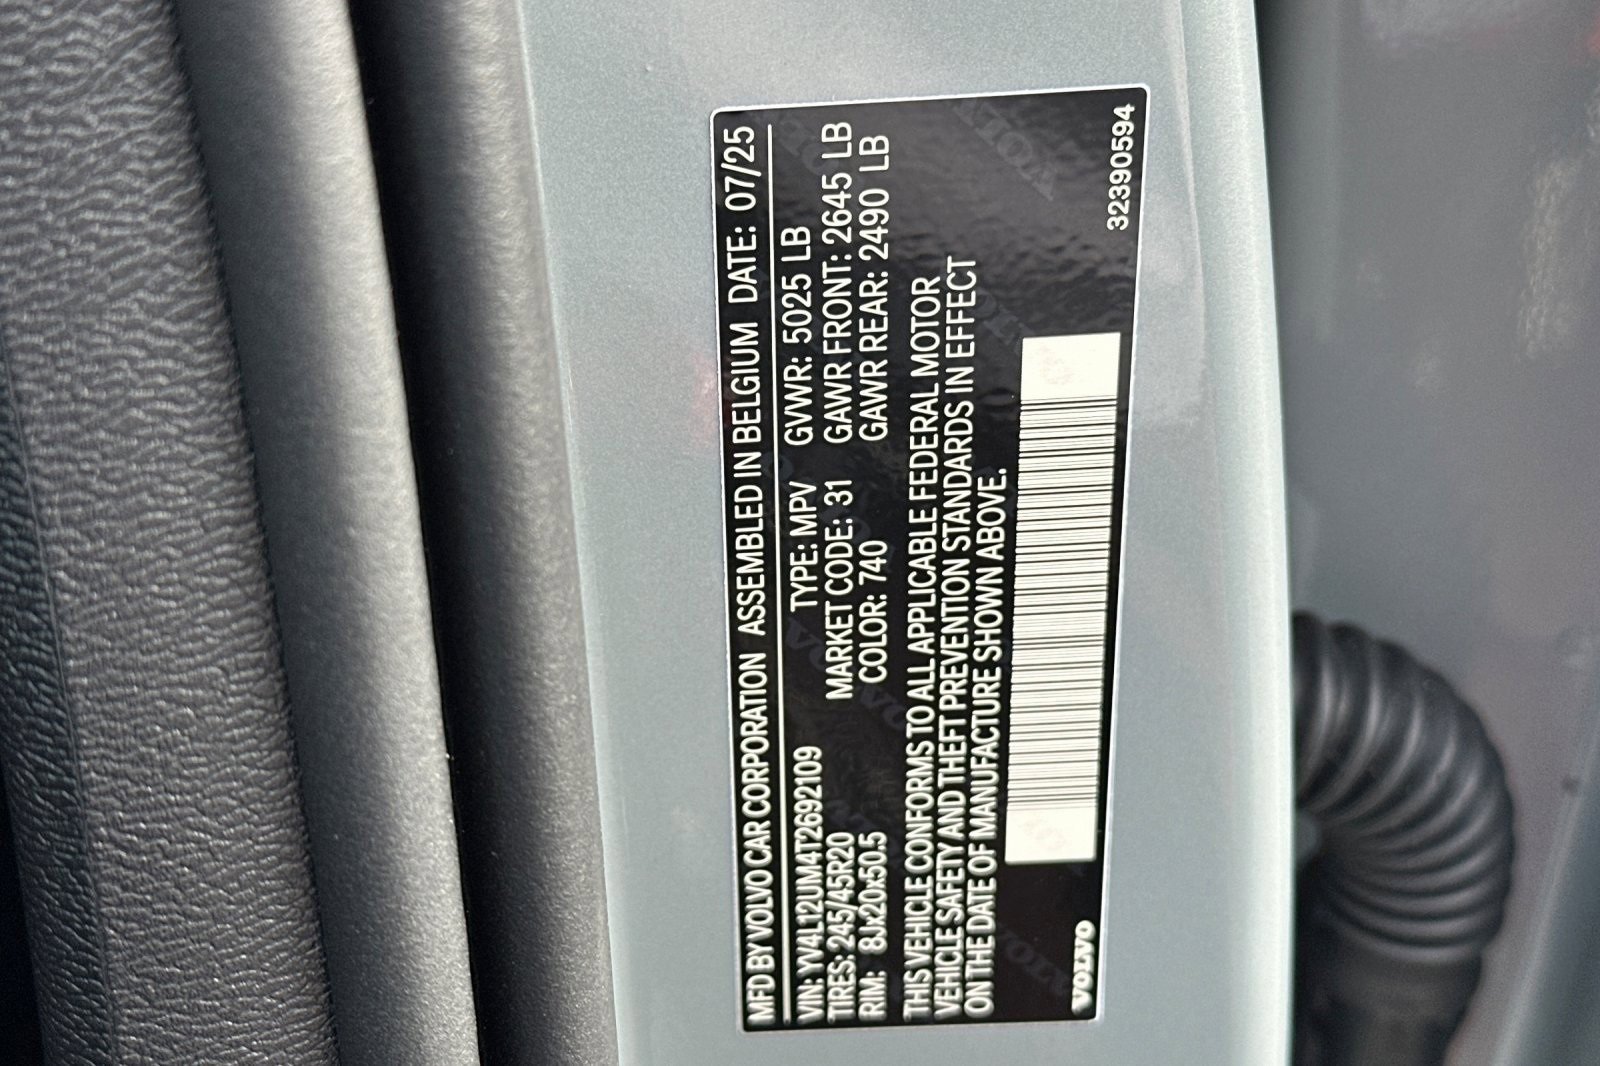 MFD BY VOLVO CAR CORPORATION ASSEMBLED IN BELGIUM DATE: 07/25
VIN: YV4L12UM4T2692109 TYPE: MPV GVWR: 5025 LB
TIRES: 245/45R20 MARKET CODE: 31 GAWR FRONT: 2645 LB
RIM: 8Jx20x50.5 COLOR: 740 GAWR REAR: 2490 LB
THIS VEHICLE CONFORMS TO ALL APPLICABLE FEDERAL MOTOR
VEHICLE SAFETY AND THEFT PREVENTION STANDARDS IN EFFECT
ON THE DATE OF MANUFACTURE SHOWN ABOVE.
VOLVO 32390594